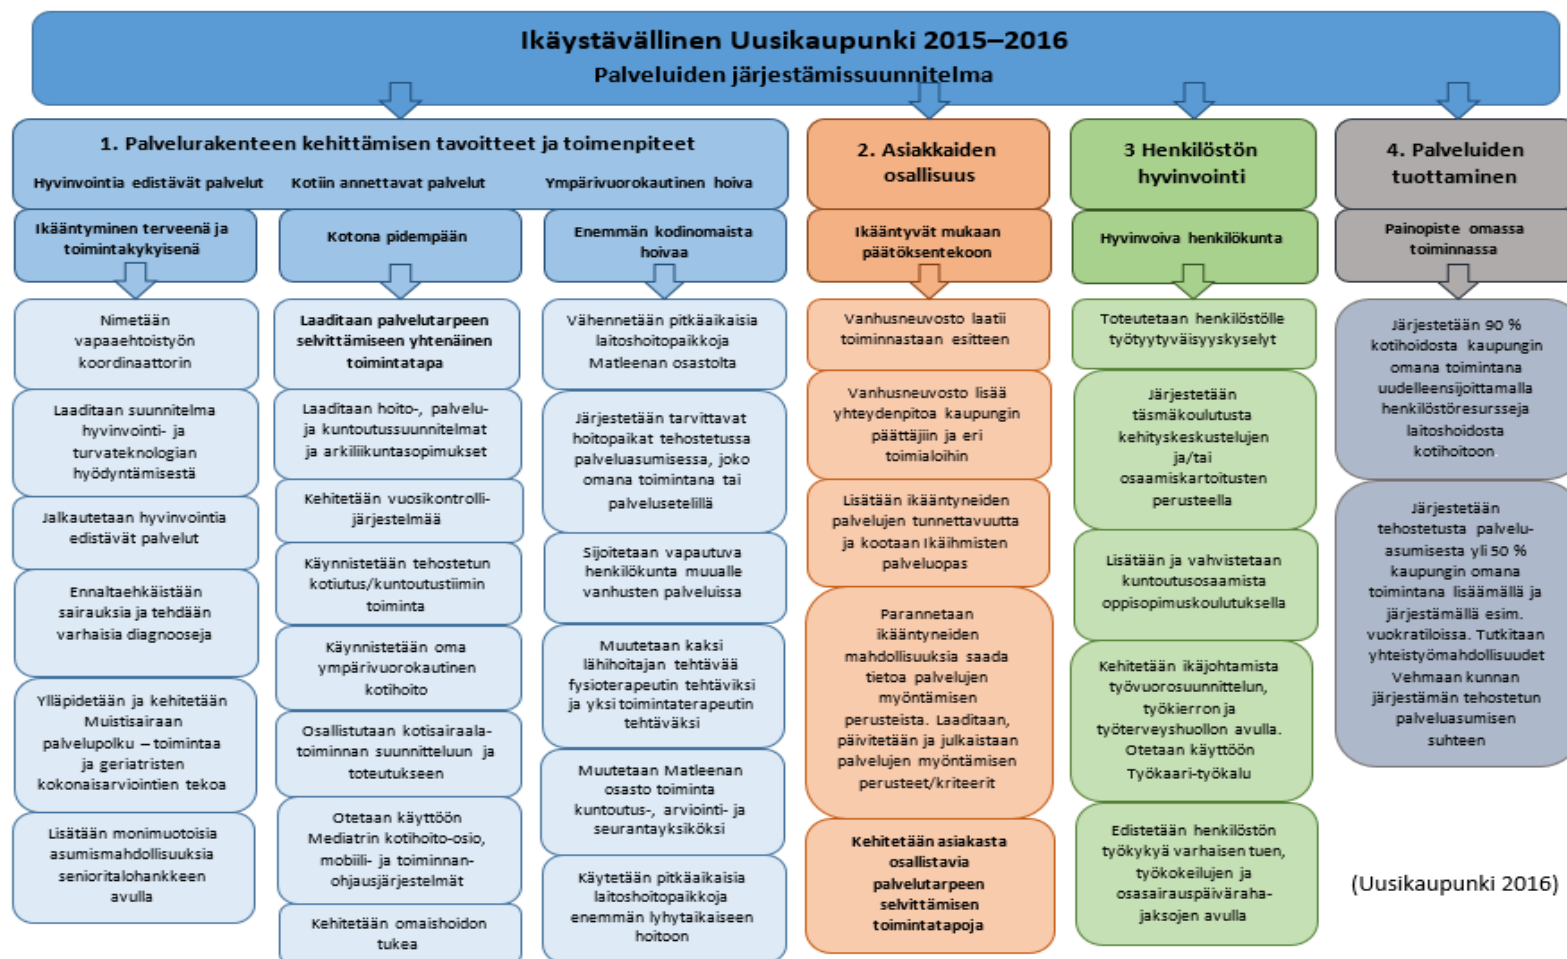 Ikäystävällinen Uusikaupunki 2015–2016
Palveluiden järjestämissuunnitelma
1. Palvelurakenteen kehittämisen tavoitteet ja toimenpiteet
Hyvinvointia edistävät palvelut
Kotiin annettavat palvelut
Ympärivuorokautinen hoiva
Ikääntyminen terveenä ja
toimintakykyisenä
Nimetään
vapaaehtoistyön
koordinaattorin
Laaditaan suunnitelma
hyvinvointi- ja
turvateknologian
hyödyntämisestä
Jalkautetaan hyvinvointia
edistävät palvelut
Ennaltaehkäistään
sairauksia ja tehdään
varhaisia diagnooseja
Ylläpidetään ja kehitetään
Muistisairaan
palvelupolku – toimintaa
ja geriatristen
kokonaisarviointien tekoa
Lisätään monimuotoisia
asumismahdollisuuksia
senioritalohankkeen
avulla
Kotona pidempään
Laaditaan palvelutarpeen
selvittämiseen yhtenäinen
toimintatapa
Laaditaan hoito-, palvelu-
ja kuntoutussuunnitelmat
ja arkiliikuntasopimukset
Kehitetään vuosikontrolli-
järjestelmää
Käynnistetään tehostetun
kotiutus/kuntoutustiimin
toiminta
Käynnistetään oma
ympärivuorokautinen
kotihoito
Osallistutaan kotisairaala-
toiminnan suunnitteluun ja
toteutukseen
Otetaan käyttöön
Mediatrin kotihoito-osio,
mobiili- ja toiminnan-
ohjausjärjestelmät
Kehitetään omaishoidon
tukea
Enemmän kodinomaista
hoivaa
Vähennetään pitkäaikaisia
laitoshoitopaikkoja
Matleenan osastolta
Järjestetään tarvittavat
hoitopaikat tehostetussa
palveluasumisessa, joko
omana toimintana tai
palvelusetelillä
Sijoitetaan vapautuva
henkilökunta muualle
vanhusten palveluissa
Muutetaan kaksi
lähihoitajan tehtävää
fysioterapeutin tehtäviksi
ja yksi toimintaterapeutin
tehtäväksi
Muutetaan Matleenan
osasto toiminta
kuntoutus-, arviointi- ja
seurantayksiköksi
Käytetään pitkäaikaisia
laitoshoitopaikkoja
enemmän lyhytaikaiseen
hoitoon
2. Asiakkaiden
osallisuus
Ikääntyvät mukaan
päätöksentekoon
Vanhusneuvosto laatii
toiminnastaan esitteen
Vanhusneuvosto lisää
yhteydenpitoa kaupungin
päättäjiin ja eri
toimialoihin
Lisätään ikääntyneiden
palvelujen tunnettavuutta
ja kootaan Ikäihmisten
palveluopas
Parannetaan
ikääntyneiden
mahdollisuuksia saada
tietoa palvelujen
myöntämisen
perusteista. Laaditaan,
päivitetään ja julkaistaan
palvelujen myöntämisen
perusteet/kriteerit
Kehitetään asiakasta
osallistavia
palvelutarpeen
selvittämisen
toimintatapoja
3 Henkilöstön
hyvinvointi
Hyvinvoiva henkilökunta
Toteutetaan henkilöstölle
työtyytyväisyyskyselyt
Järjestetään
täsmäkoulutusta
kehityskeskustelujen
ja/tai
osaamiskartoitusten
perusteella
Lisätään ja vahvistetaan
kuntoutusosaamista
oppisopimuskoulutuksella
Kehitetään ikäjohtamista
työvuorosuunnittelun,
työkierron ja
työterveyshuollon avulla.
Otetaan käyttöön
Työkaari-työkalu
Edistetään henkilöstön
työkykyä varhaisen tuen,
työkokeilujen ja
osasairauspäiväraha-
jaksojen avulla
4. Palveluiden
tuottaminen
Painopiste omassa
toiminnassa
Järjestetään 90 %
kotihoidosta kaupungin
omana toimintana
uudelleensijoittamalla
henkilöstöresursseja
laitoshoidosta
kotihoitoon.
Järjestetään
tehostetusta palvelu-
asumisesta yli 50 %
kaupungin omana
toimintana lisäämällä ja
järjestämällä esim.
vuokratiloissa. Tutkitaan
yhteistyömahdollisuudet
Vehmaan kunnan
järjestämän tehostetun
palveluasumisen
suhteen
(Uusikaupunki 2016)